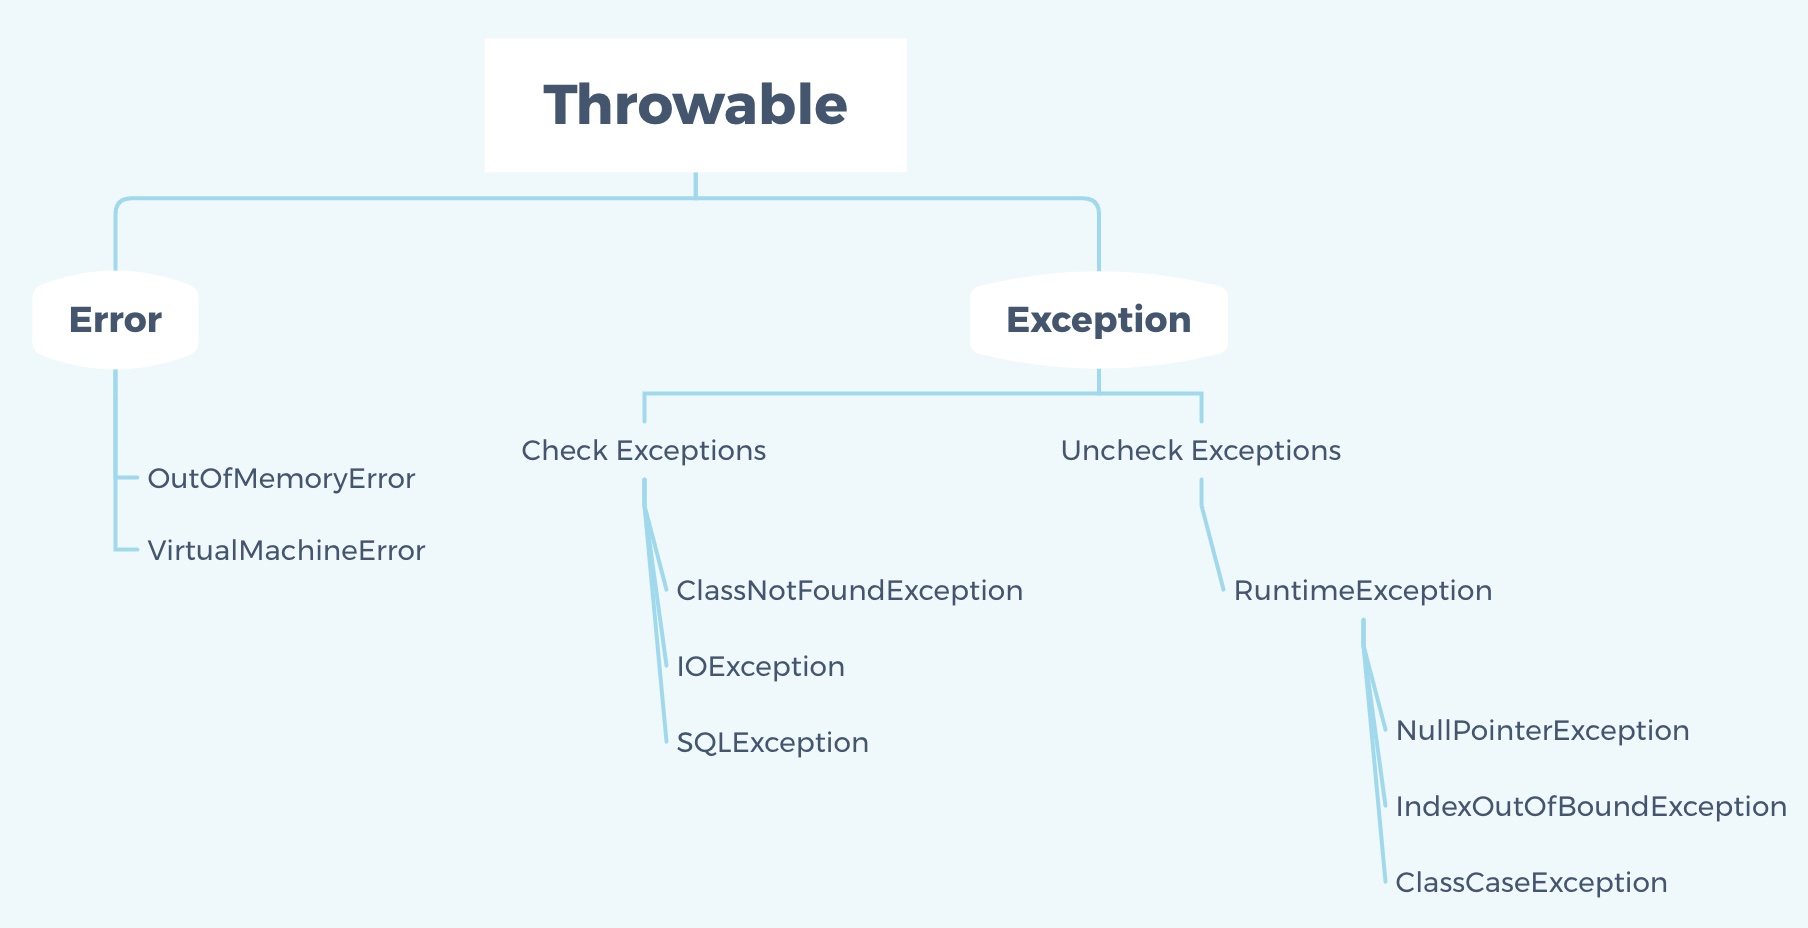 Throwable
Error
Exception
Check Exceptions
Uncheck Exceptions
OutOfMemoryError
VirtualMachineError
ClassNotFoundException
IOException
SQLException
RuntimeException
NullPointerException
IndexOutOfBoundException
ClassCaseException